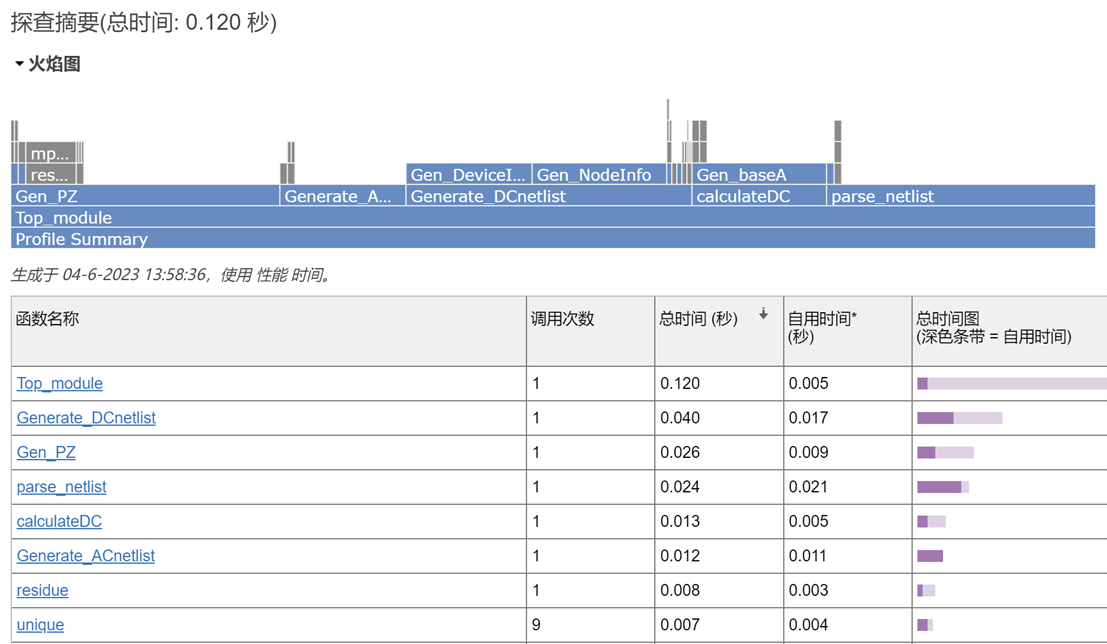 探查摘要(总时间: 0.120 秒)
火焰图
mp...
res...
Gen_DeviceI... Gen_NodeInfo Gen_baseA
Gen_PZ Generate_A... Generate_DCnetlist calculateDC parse_netlist
Top_module
Profile Summary
生成于 04-6-2023 13:58:36，使用 性能 时间。
函数名称 调用次数 总时间 (秒) 自用时间* (秒) 总时间图 (深色条带 = 自用时间)
Top_module 1 0.120 0.005
Generate_DCnetlist 1 0.040 0.017
Gen_PZ 1 0.026 0.009
parse_netlist 1 0.024 0.021
calculateDC 1 0.013 0.005
Generate_ACnetlist 1 0.012 0.011
residue 1 0.008 0.003
unique 9 0.007 0.004